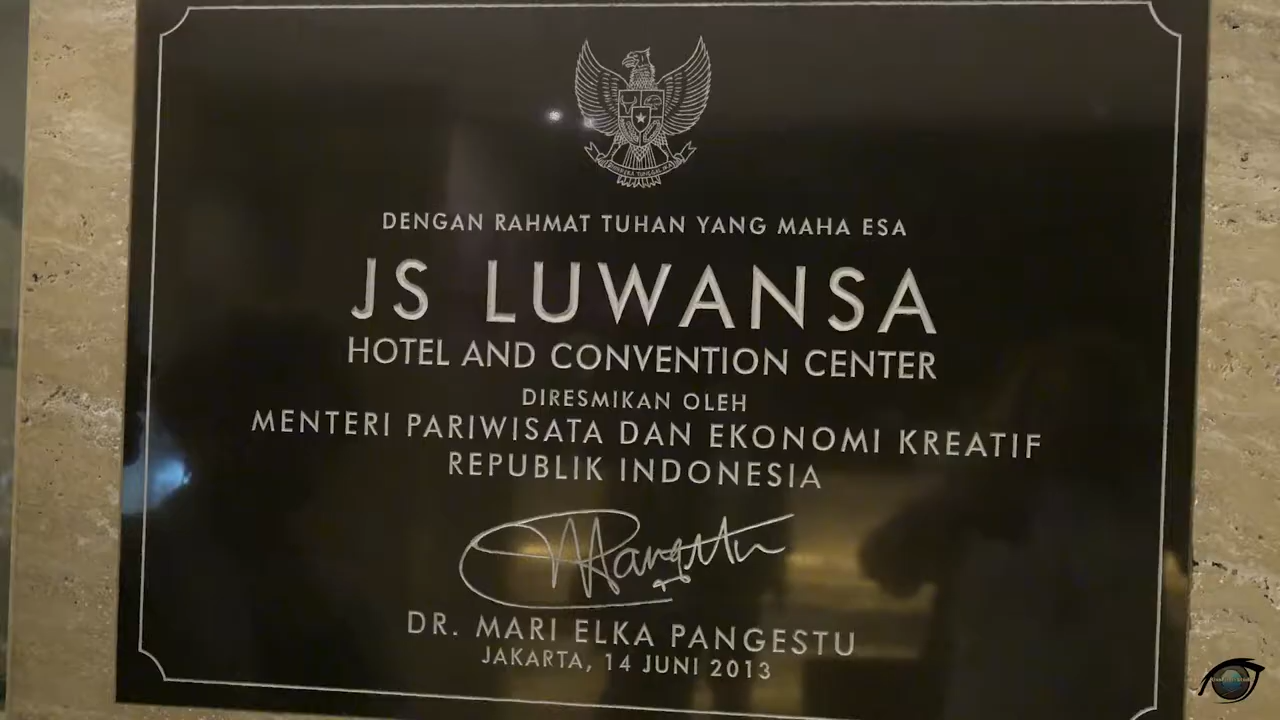 DENGAN RAHMAT TUHAN YANG MAHA ESA
JS LUWANSA
HOTEL AND CONVENTION CENTER
DIRESMIKAN OLEH
MENTERI PARIWISATA DAN EKONOMI KREATIF
REPUBLIK INDONESIA
DR. MARI ELKA PANGESTU
JAKARTA, 14 JUNI 2013